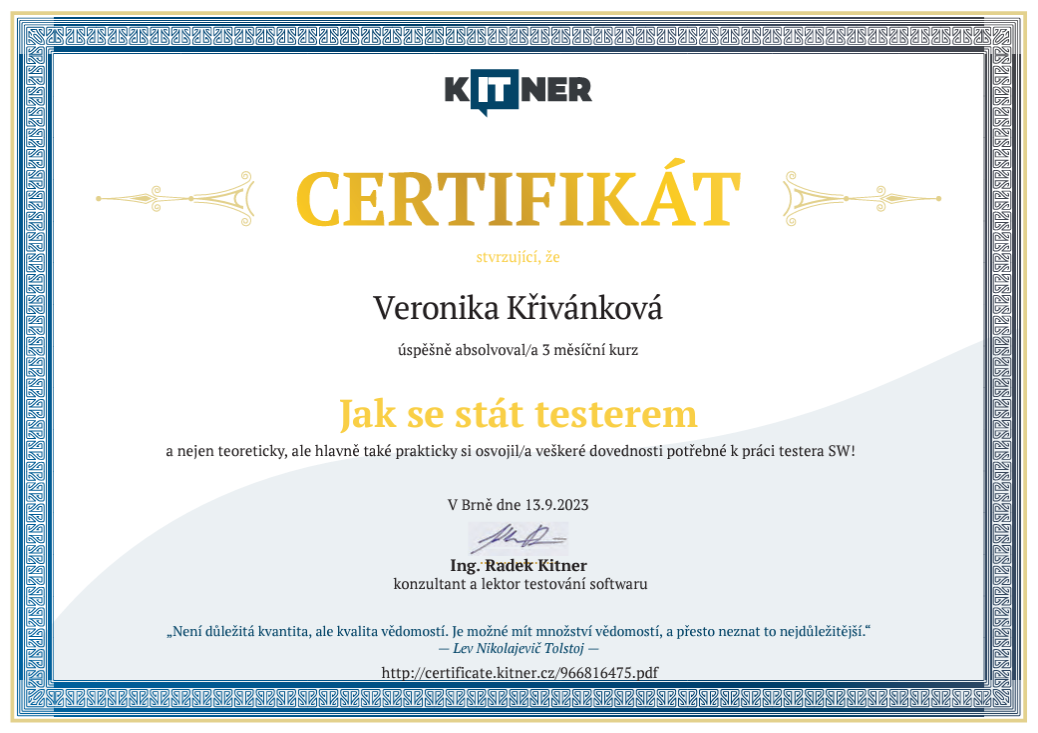 KITNER
CERTIFIKÁT
stvrzující, že
Veronika Křivánková
úspěšně absolvoval/a 3 měsíční kurz
Jak se stát testerem
a nejen teoreticky, ale hlavně také prakticky si osvojil/a veškeré dovednosti potřebné k práci testera SW!
V Brně dne 13.9.2023
Ing. Radek Kitner
konzultant a lektor testování softwaru
„Není důležitá kvantita, ale kvalita vědomostí. Je možné mít množství vědomostí, a přesto neznat to nejdůležitější.“
— Lev Nikolajevič Tolstoj —
http://certificate.kitner.cz/966816475.pdf